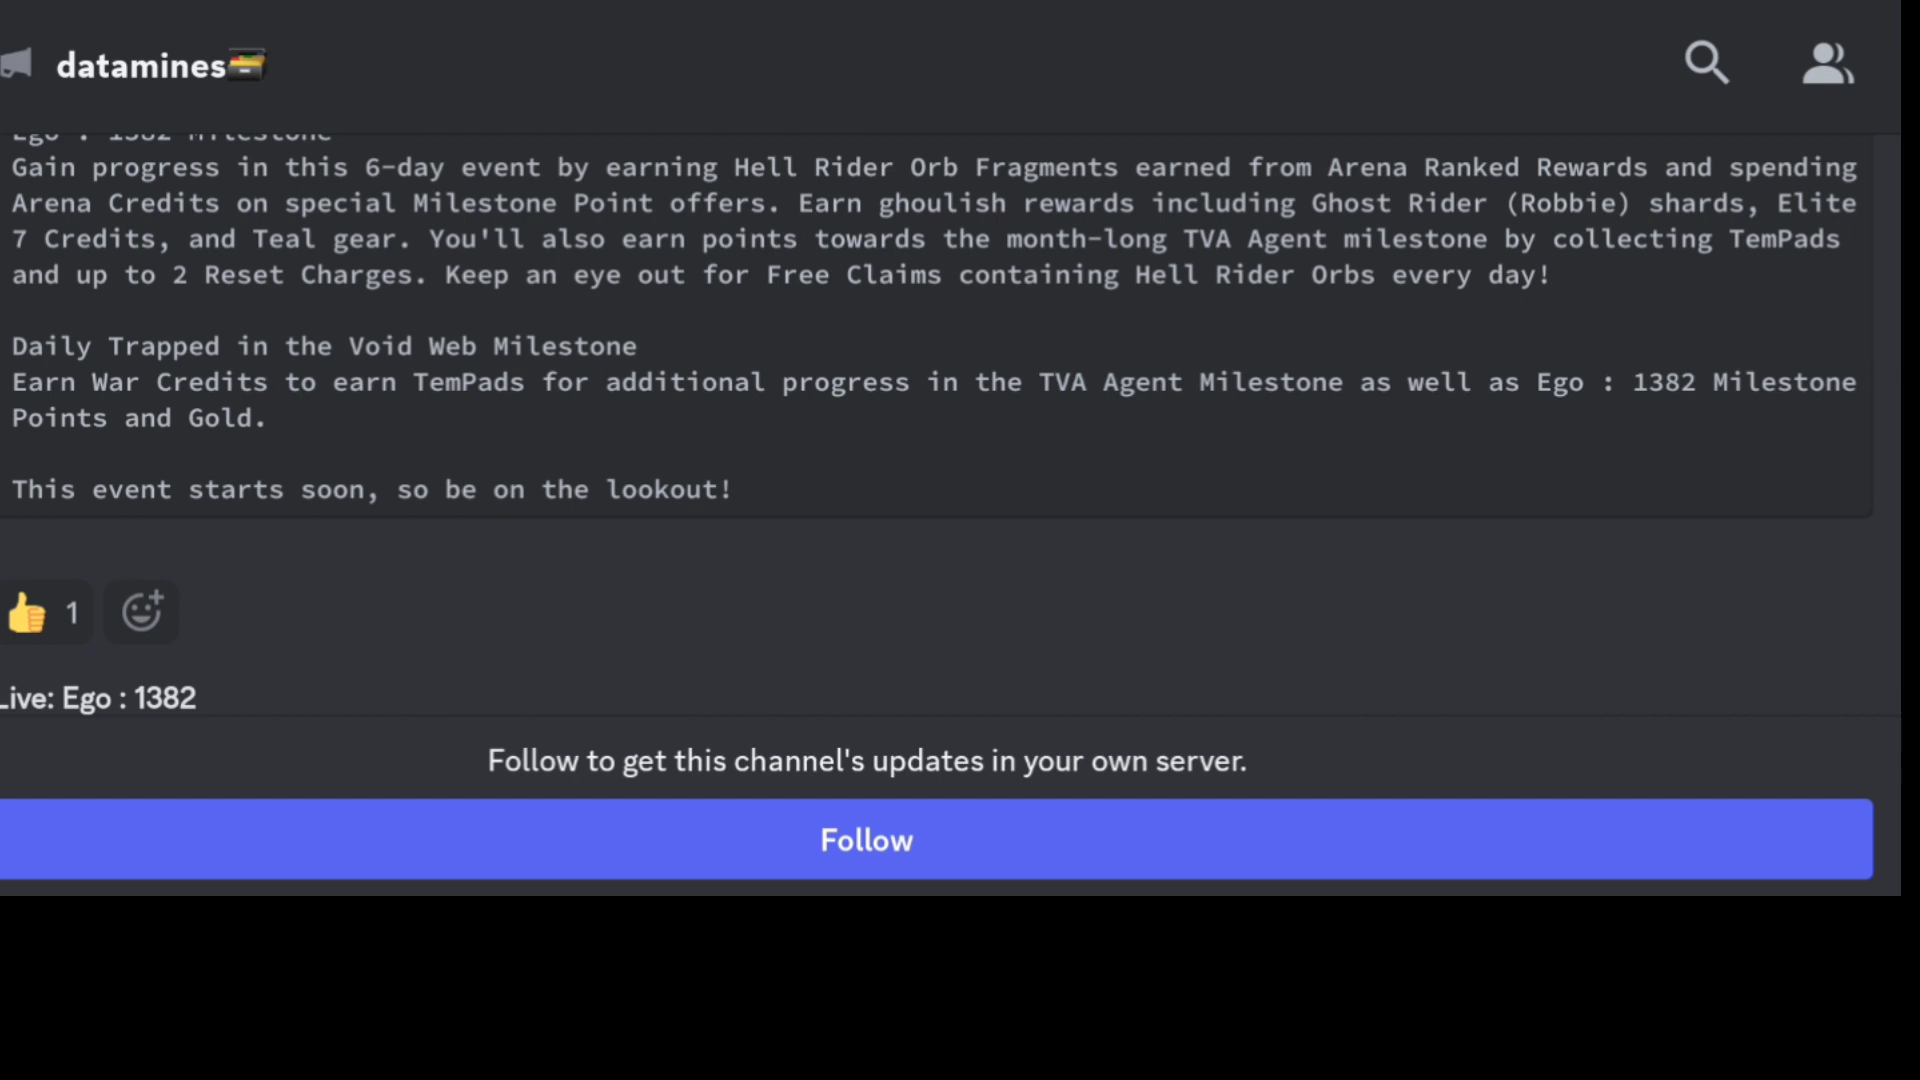 datamines
Ego : 1382 Milestone
Gain progress in this 6-day event by earning Hell Rider Orb Fragments earned from Arena Ranked Rewards and spending
Arena Credits on special Milestone Point offers. Earn ghoulish rewards including Ghost Rider (Robbie) shards, Elite
7 Credits, and Teal gear. You'll also earn points towards the month-long TVA Agent milestone by collecting TemPads
and up to 2 Reset Charges. Keep an eye out for Free Claims containing Hell Rider Orbs every day!
Daily Trapped in the Void Web Milestone
Earn War Credits to earn TemPads for additional progress in the TVA Agent Milestone as well as Ego : 1382 Milestone
Points and Gold.
This event starts soon, so be on the lookout!
1
Live: Ego : 1382
Follow to get this channel's updates in your own server.
Follow